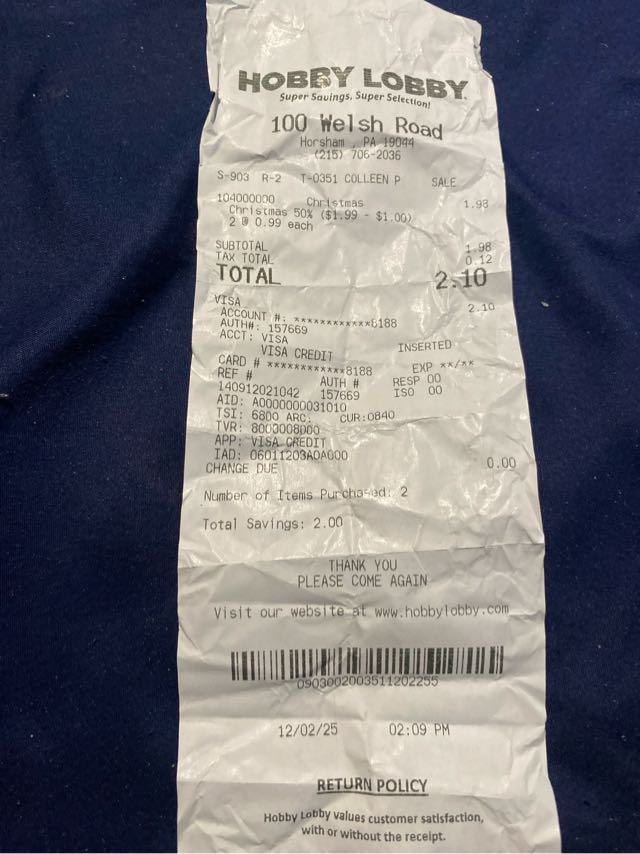 HOBBY LOBBY
Super Savings, Super Selection!
100 Welsh Road
Horsham , PA 19044
(215) 706-2036
S-903 R-2 T-0351 COLLEEN P SALE
104000000 Christmas 1.98
Christmas 50% ($1.99 - $1.00)
2 @ 0.99 each
SUBTOTAL 1.98
TAX TOTAL 0.12
TOTAL 2.10
VISA 2.10
ACCOUNT #: ************8188
AUTH#: 157669
ACCT: VISA INSERTED
VISA CREDIT
CARD # ************8188 EXP **/**
REF # AUTH # RESP 00
140912021042 157669 ISO 00
AID: A0000000031010
TSI: 6800 ARC: CUR:0840
TVR: 8000008000
APP: VISA CREDIT
IAD: 06011203A0A000
CHANGE DUE 0.00
Number of Items Purchased: 2
Total Savings: 2.00
THANK YOU
PLEASE COME AGAIN
Visit our website at www.hobbylobby.com
0903002003511202255
12/02/25 02:09 PM
RETURN POLICY
Hobby Lobby values customer satisfaction,
with or without the receipt.